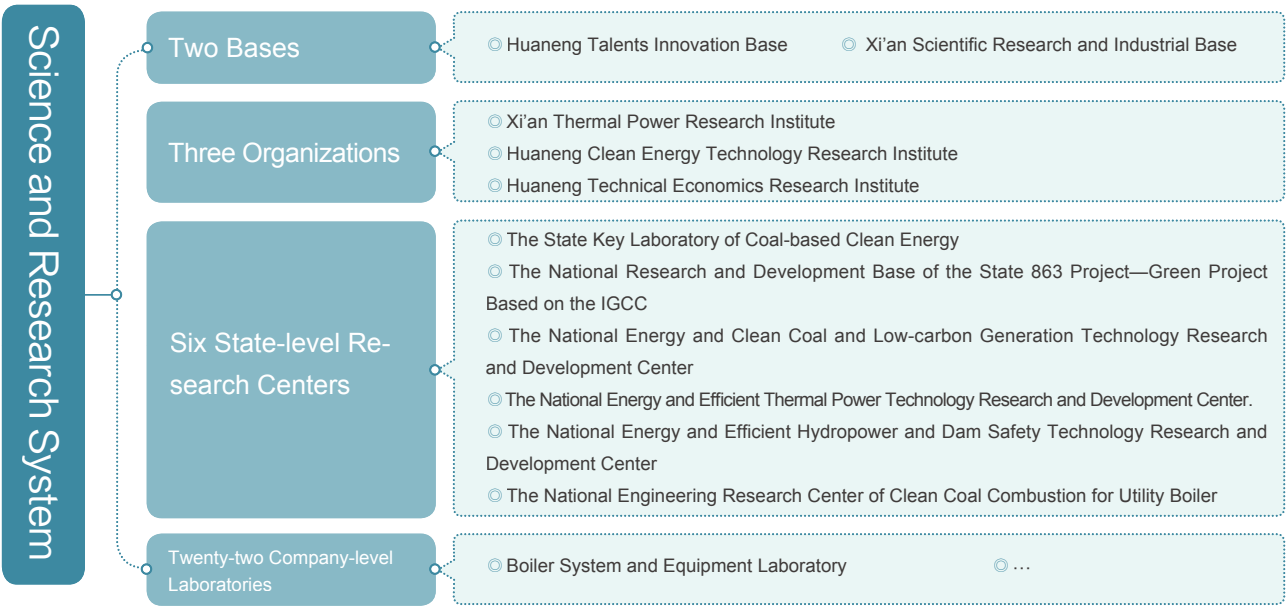 Science and Research System
Two Bases
◎ Huaneng Talents Innovation Base
◎ Xi'an Scientific Research and Industrial Base
Three Organizations
◎ Xi'an Thermal Power Research Institute
◎ Huaneng Clean Energy Technology Research Institute
◎ Huaneng Technical Economics Research Institute
Six State-level Re-
search Centers
◎ The State Key Laboratory of Coal-based Clean Energy
◎ The National Research and Development Base of the State 863 Project—Green Project
Based on the IGCC
◎ The National Energy and Clean Coal and Low-carbon Generation Technology Research
and Development Center
◎ The National Energy and Efficient Thermal Power Technology Research and Development Center.
◎ The National Energy and Efficient Hydropower and Dam Safety Technology Research and
Development Center
◎ The National Engineering Research Center of Clean Coal Combustion for Utility Boiler
Twenty-two Company-level
Laboratories
◎ Boiler System and Equipment Laboratory
◎ …